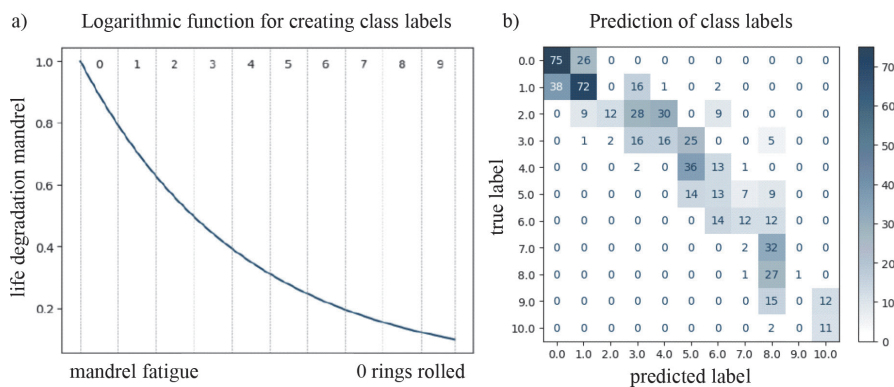 a) Logarithmic function for creating class labels
1.0
0.8
0.6
0.4
0.2
0 1 2 3 4 5 6 7 8 9
life degradation mandrel
mandrel fatigue 0 rings rolled
b) Prediction of class labels
0.0 75 26 0 0 0 0 0 0 0 0 0
1.0 38 72 0 16 1 0 2 0 0 0 0
2.0 0 9 12 28 30 0 9 0 0 0 0
3.0 0 1 2 16 16 25 0 0 5 0 0
4.0 0 0 0 2 0 36 13 1 0 0 0
5.0 0 0 0 0 0 14 13 7 9 0 0
6.0 0 0 0 0 0 0 14 12 12 0 0
7.0 0 0 0 0 0 0 0 2 32 0 0
8.0 0 0 0 0 0 0 0 1 27 1 0
9.0 0 0 0 0 0 0 0 0 15 0 12
10.0 0 0 0 0 0 0 0 0 2 0 11
0.0 1.0 2.0 3.0 4.0 5.0 6.0 7.0 8.0 9.0 10.0
true label
predicted label
70
60
50
40
30
20
10
0